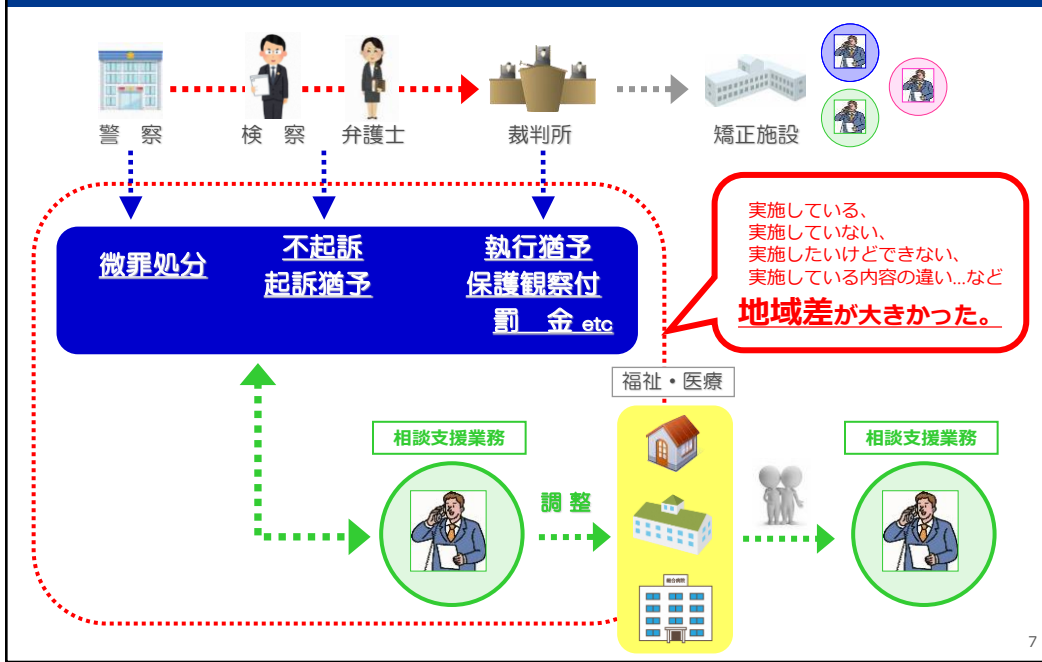 警 察
検 察
弁護士
裁判所
矯正施設
微罪処分
不起訴
起訴猶予
執行猶予
保護観察付
罰 金 etc
実施している、
実施していない、
実施したいけどできない、
実施している内容の違い…など
地域差が大きかった。
福祉・医療
相談支援業務
調 整
総合病院
相談支援業務
7